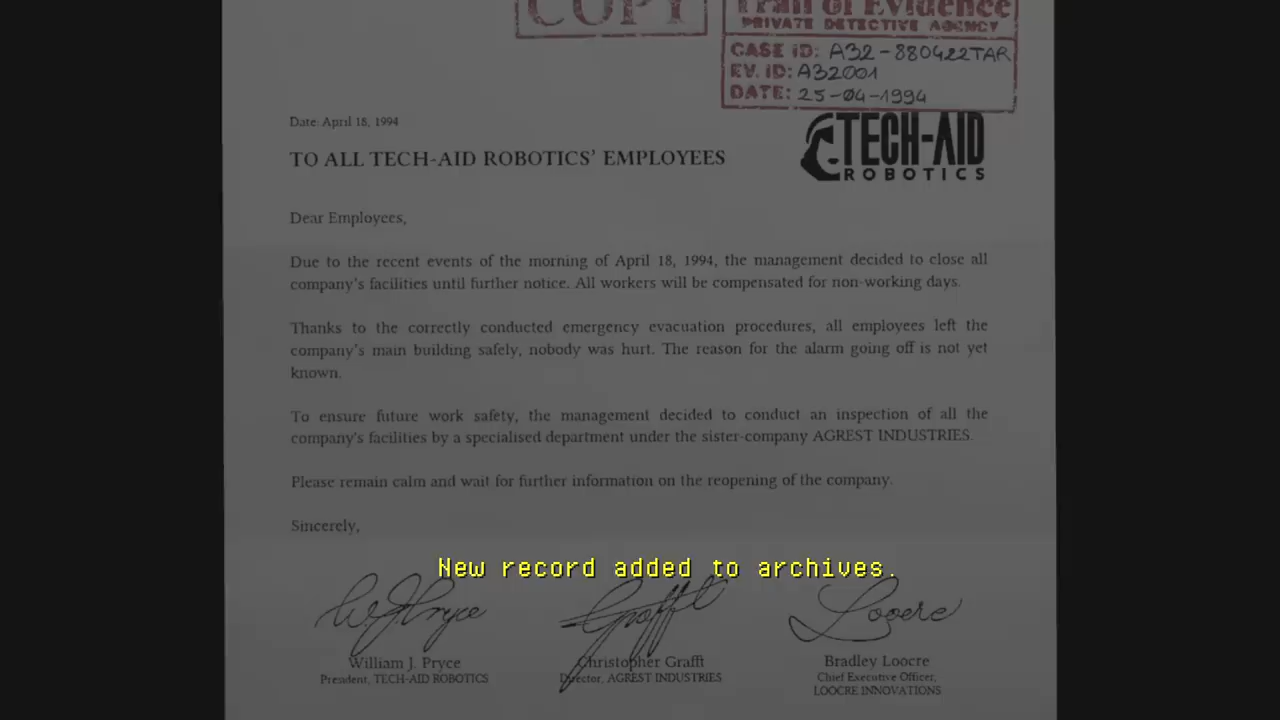 COPY
Trail of Evidence
PRIVATE DETECTIVE AGENCY
CASE ID: A32-880422TAR
EV. ID: A32001
DATE: 25-04-1994
Date: April 18, 1994
TECH-AID
ROBOTICS
TO ALL TECH-AID ROBOTICS' EMPLOYEES
Dear Employees,
Due to the recent events of the morning of April 18, 1994, the management decided to close all
company's facilities until further notice. All workers will be compensated for non-working days.
Thanks to the correctly conducted emergency evacuation procedures, all employees left the
company's main building safely, nobody was hurt. The reason for the alarm going off is not yet
known.
To ensure future work safety, the management decided to conduct an inspection of all the
company's facilities by a specialised department under the sister-company AGREST INDUSTRIES.
Please remain calm and wait for further information on the reopening of the company.
Sincerely,
New record added to archives.
W.J.Pryce Grafft Loocre
William J. Pryce Christopher Grafft Bradley Loocre
President, TECH-AID ROBOTICS Director, AGREST INDUSTRIES Chief Executive Officer,
LOOCRE INNOVATIONS